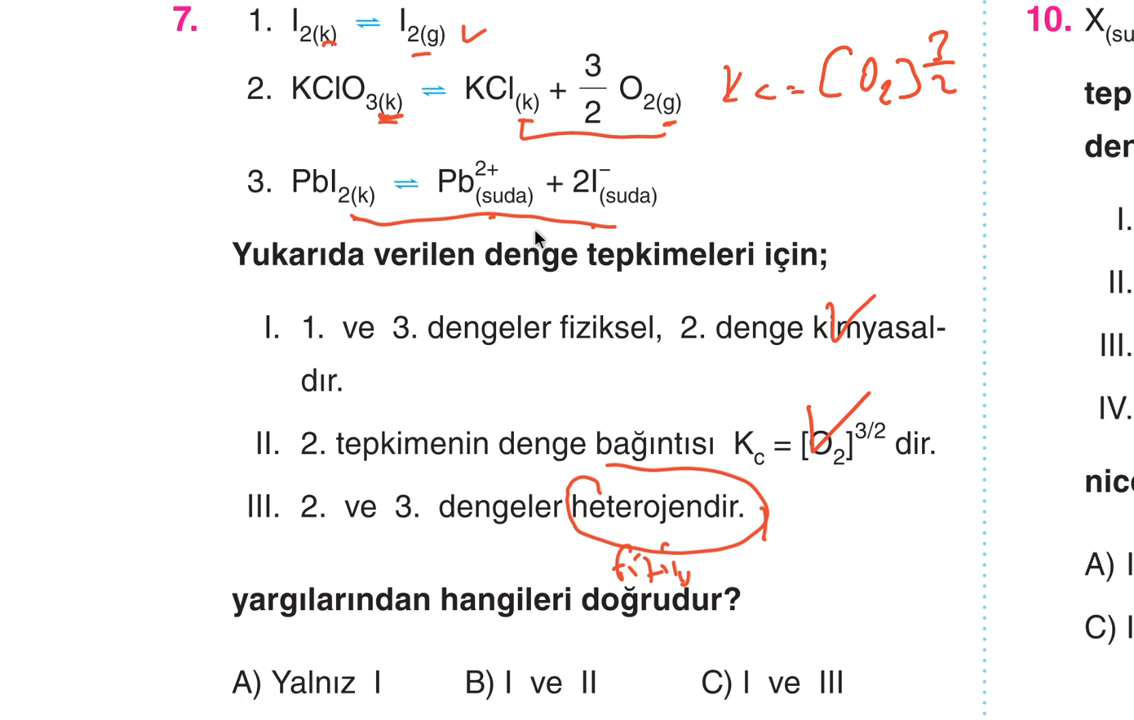 7. 1. I2(k) ⇌ I2(g)
2. KClO3(k) ⇌ KCl(k) + 3/2 O2(g) Kc = [O2]^3/2
3. PbI2(k) ⇌ Pb2+(suda) + 2I−(suda)
Yukarıda verilen denge tepkimeleri için;
I. 1. ve 3. dengeler fiziksel, 2. denge kimyasal-
dır.
II. 2. tepkimenin denge bağıntısı Kc = [O2]^3/2 dir.
III. 2. ve 3. dengeler heterojendir.
yargılarından hangileri doğrudur?
A) Yalnız I B) I ve II C) I ve III
10. X(su
tep
den
I.
II.
III.
IV.
nice
A) I
C) I